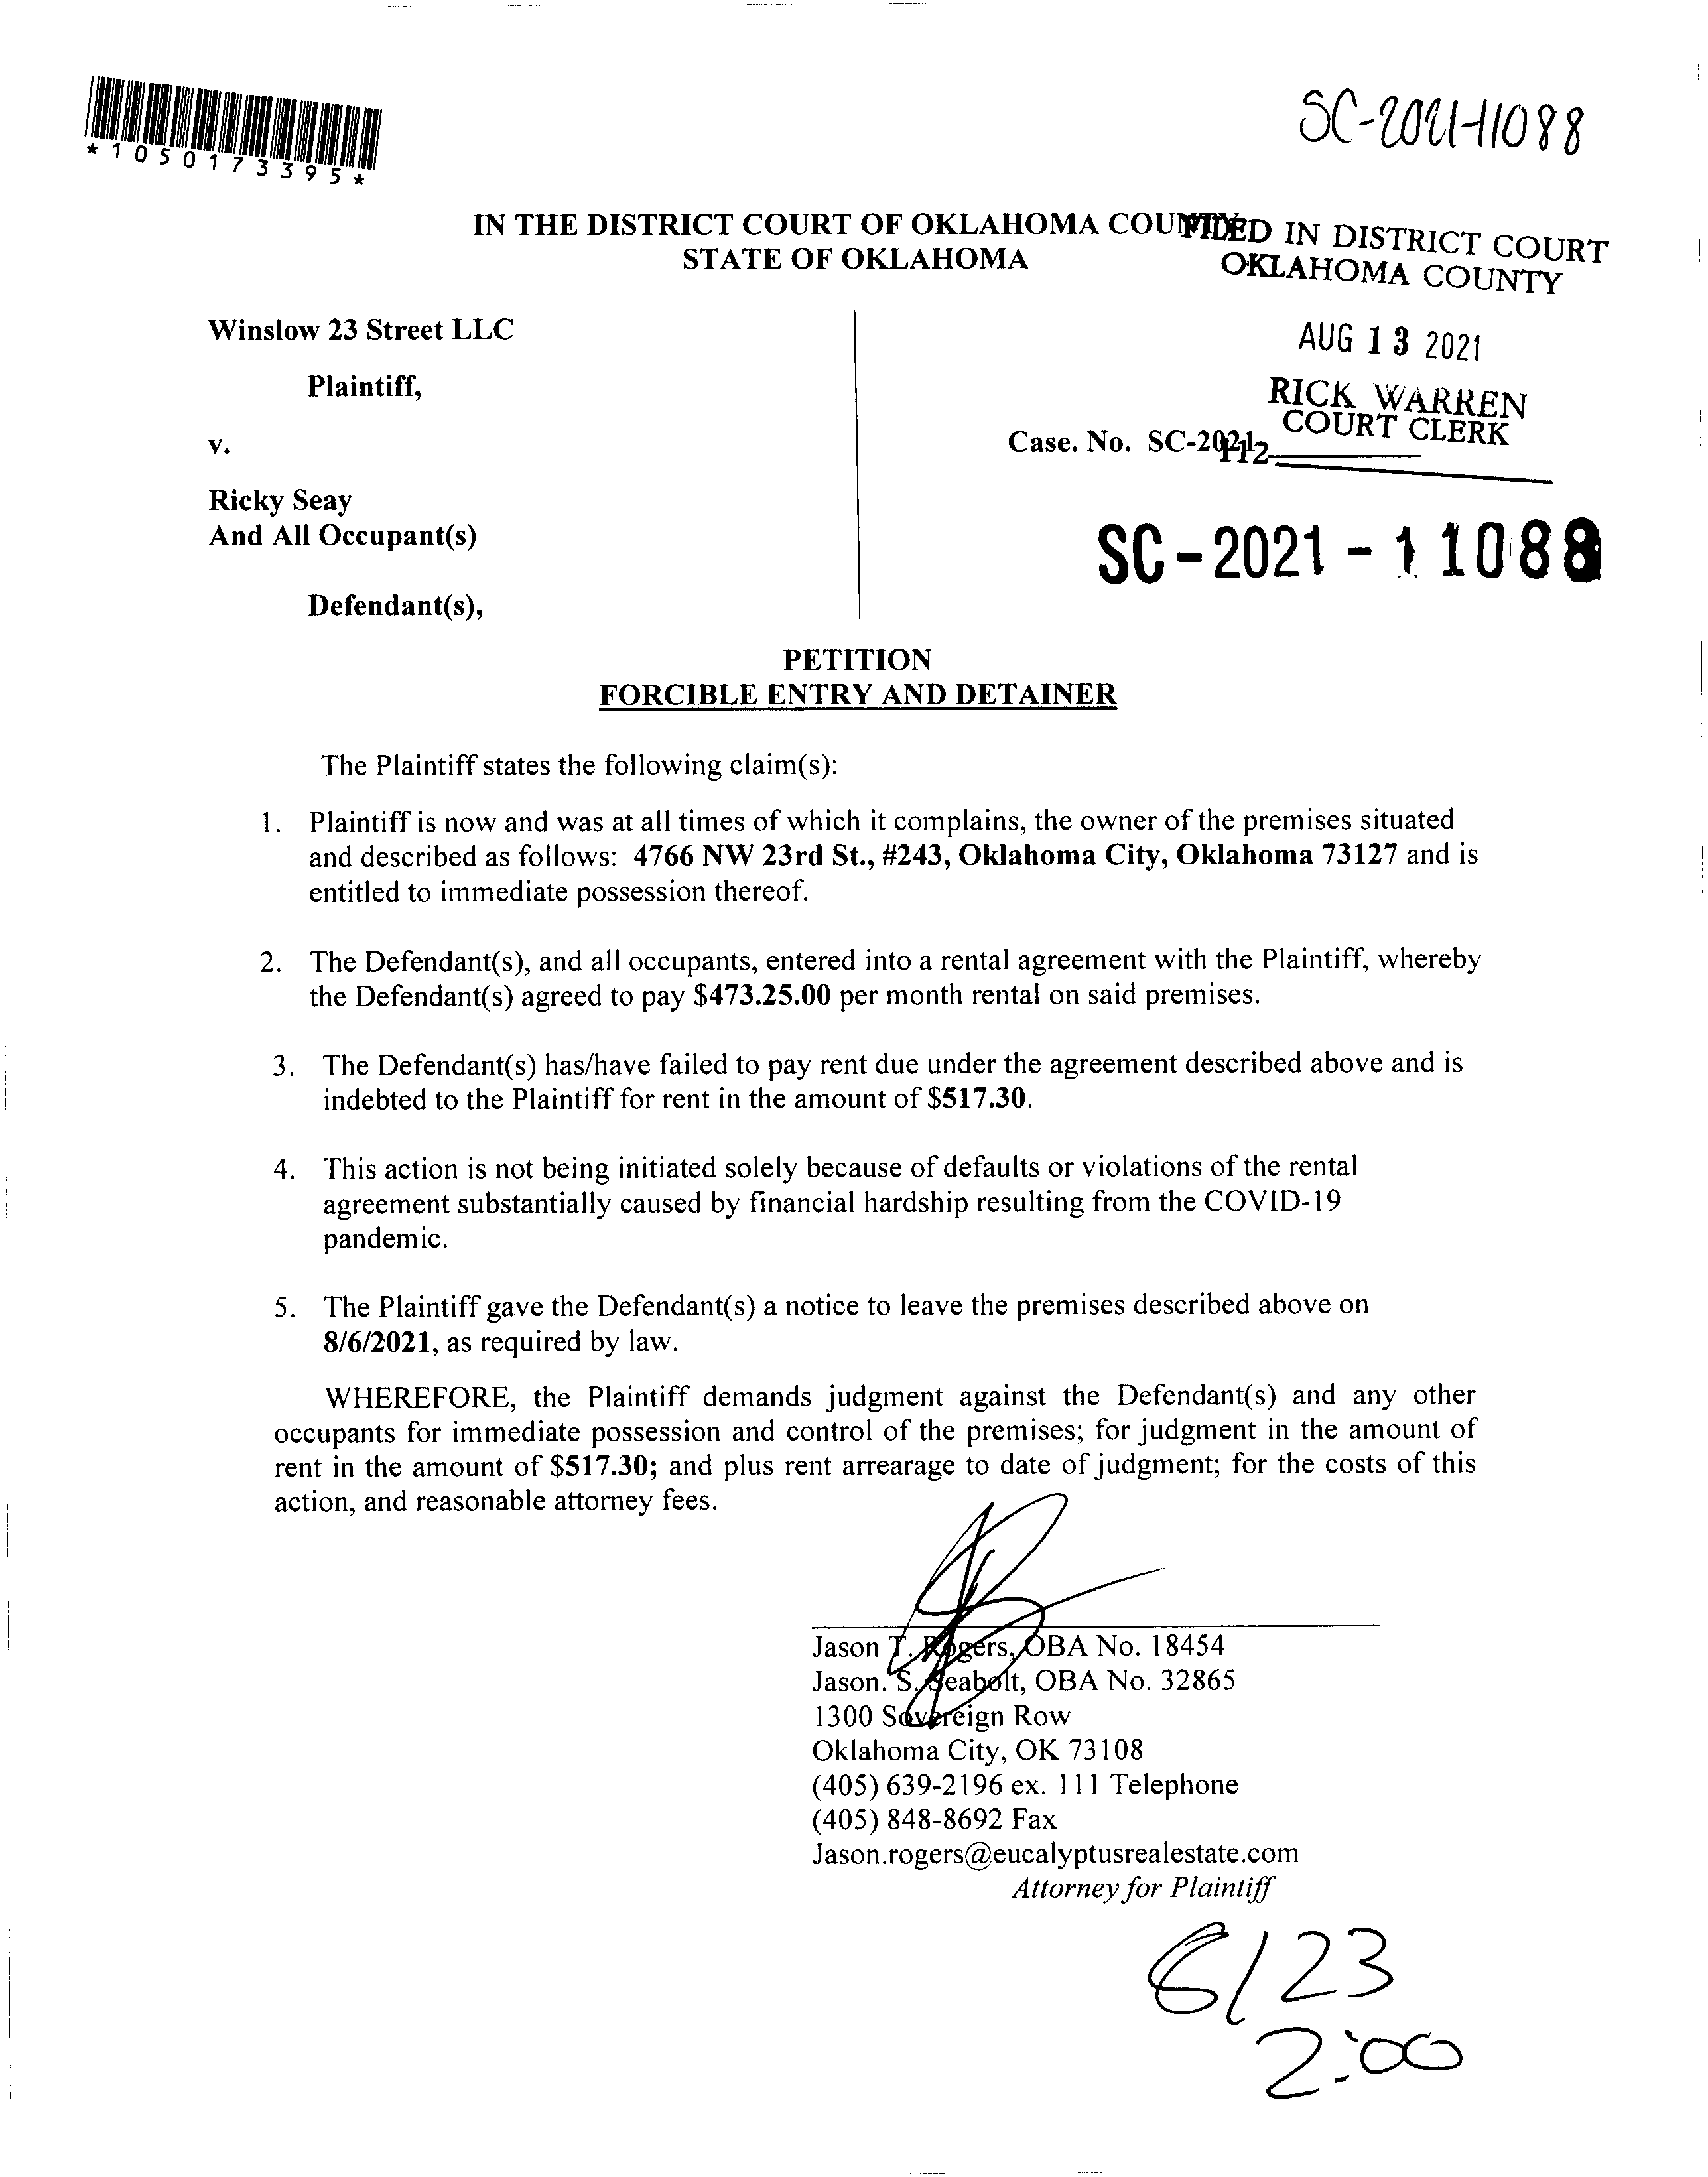 SC-2021-11088
*1050173395*
IN THE DISTRICT COURT OF OKLAHOMA COUNTY
STATE OF OKLAHOMA
FILED IN DISTRICT COURT
OKLAHOMA COUNTY
AUG 13 2021
RICK WARREN
COURT CLERK
112
Winslow 23 Street LLC
Plaintiff,
v.
Case. No. SC-2021-
Ricky Seay
And All Occupant(s)
SC-2021-11088
Defendant(s),
PETITION
FORCIBLE ENTRY AND DETAINER
The Plaintiff states the following claim(s):
1. Plaintiff is now and was at all times of which it complains, the owner of the premises situated
and described as follows: 4766 NW 23rd St., #243, Oklahoma City, Oklahoma 73127 and is
entitled to immediate possession thereof.
2. The Defendant(s), and all occupants, entered into a rental agreement with the Plaintiff, whereby
the Defendant(s) agreed to pay $473.25.00 per month rental on said premises.
3. The Defendant(s) has/have failed to pay rent due under the agreement described above and is
indebted to the Plaintiff for rent in the amount of $517.30.
4. This action is not being initiated solely because of defaults or violations of the rental
agreement substantially caused by financial hardship resulting from the COVID-19
pandemic.
5. The Plaintiff gave the Defendant(s) a notice to leave the premises described above on
8/6/2021, as required by law.
WHEREFORE, the Plaintiff demands judgment against the Defendant(s) and any other
occupants for immediate possession and control of the premises; for judgment in the amount of
rent in the amount of $517.30; and plus rent arrearage to date of judgment; for the costs of this
action, and reasonable attorney fees.
Jason T. Rogers, OBA No. 18454
Jason. S. Seabolt, OBA No. 32865
1300 Sovereign Row
Oklahoma City, OK 73108
(405) 639-2196 ex. 111 Telephone
(405) 848-8692 Fax
Jason.rogers@eucalyptusrealestate.com
Attorney for Plaintiff
8/23
2:00